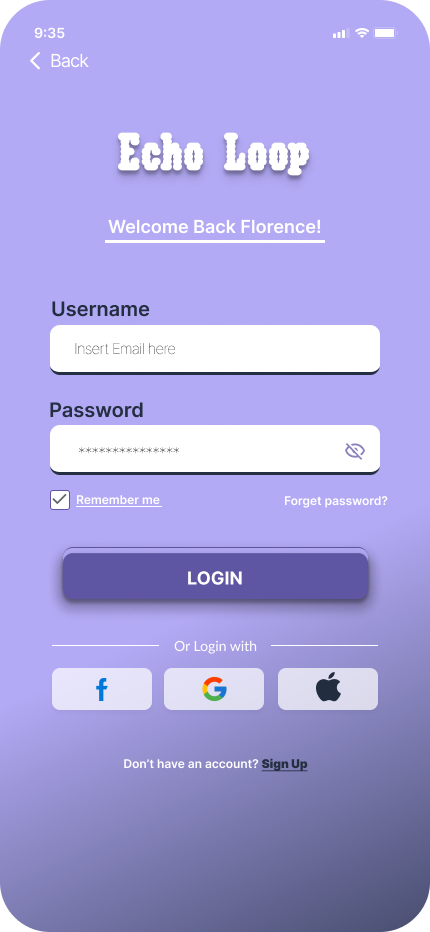 9:35
Back
Echo Loop
Welcome Back Florence!
Username
Insert Email here
Password
***************
Remember me
Forget password?
LOGIN
Or Login with
Don't have an account? Sign Up